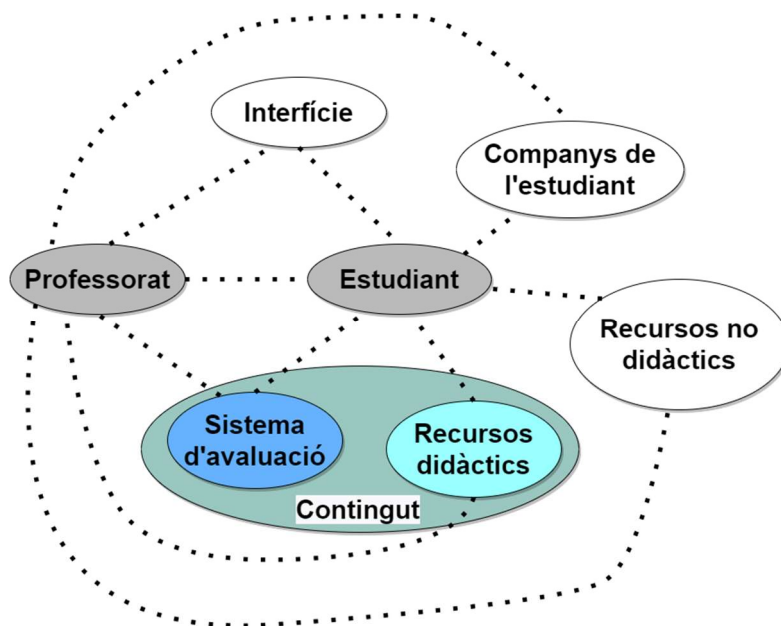 Interfície
Companys de
l'estudiant
Professorat
Estudiant
Recursos no
didàctics
Sistema
d'avaluació
Recursos
didàctics
Contingut